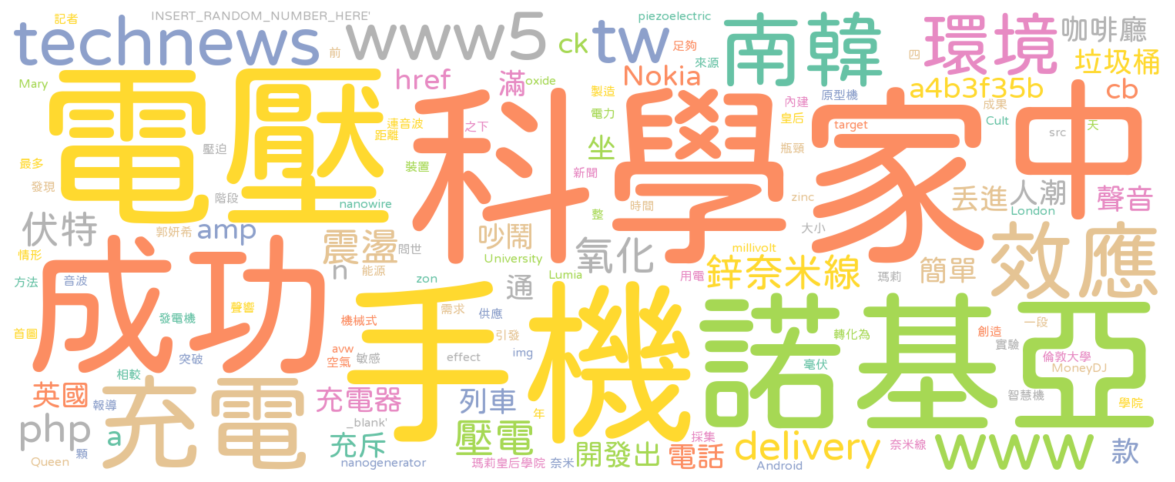 記者
INSERT_RANDOM_NUMBER_HERE'
piezoelectric
technews
前
www5
ck
tw
足夠
來源
南韓
四
環境
咖啡廳
垃圾桶
Mary
href
滿
oxide
Nokia
製造
內建
原型機
a4b3f35b
cb
電壓
連音波
距離
之下
科學家中
電力
皇后
成果
Cult
天
target
src
壓迫
坐
瓶頸
最多
裝置
新聞
發現
階段
nanowire
整
時間
zinc
丟進
人潮
London
聲音
伏特
郭妍希
amp
震盪
問世
吵鬧
大小
millivolt
效應
情形
n
能源
University
氧化
方法
音波
zon
通
Lumia
用電
鋅奈米線
瑪莉
簡單
成功
聲響
手機
諾基亞
發電機
首圖
機械式
需求
供應
引發
轉化為
創造
一段
實驗
突破
avw
空氣
敏感
effect
img
毫伏
倫敦大學
MoneyDJ
相較
英國
報導
充電
充電器
列車
年
智慧機
學院
php
顆
a
_blank'
充斥
壓電
採集
delivery
奈米線
www
款
Queen
nanogenerator
瑪莉皇后學院
奈米
開發出
電話
Android